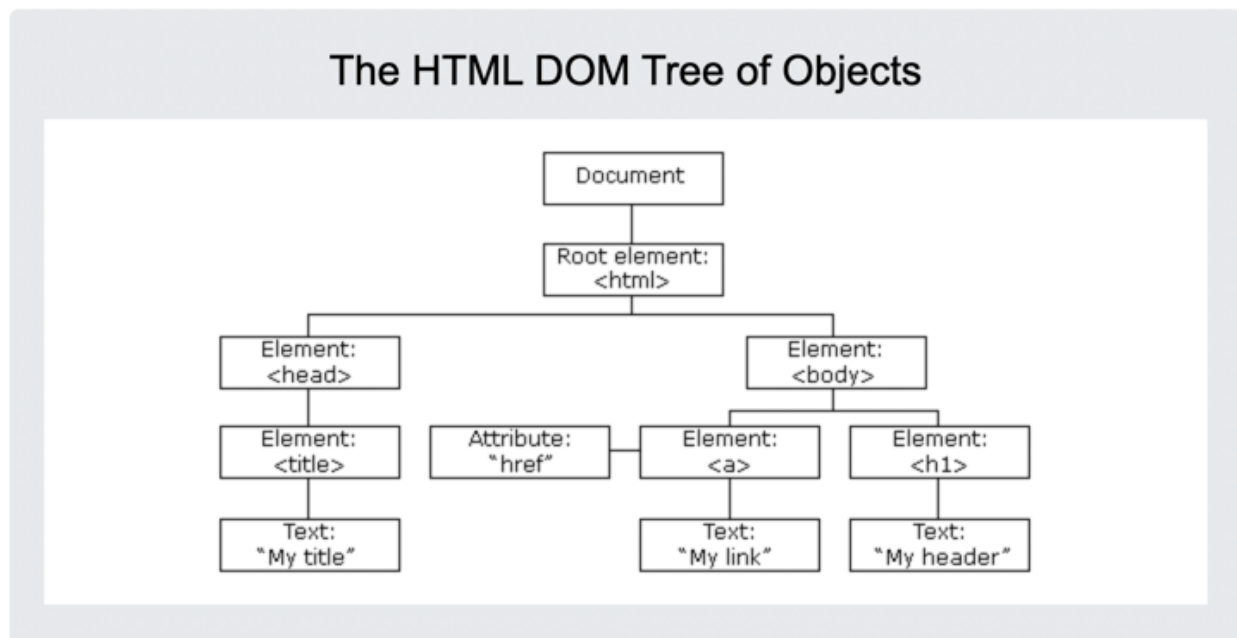 The HTML DOM Tree of Objects
Document
Root element:
<html>
Element:
<head>
Element:
<body>
Element:
<title>
Attribute:
“href”
Element:
<a>
Element:
<h1>
Text:
“My title”
Text:
“My link”
Text:
“My header”